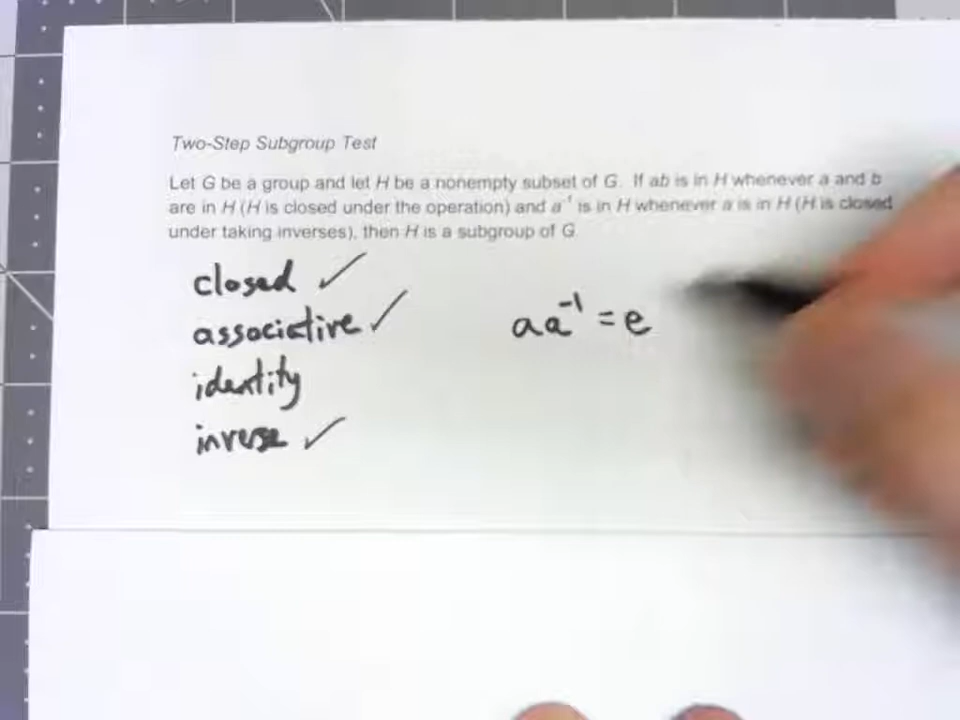 Two-Step Subgroup Test
Let G be a group and let H be a nonempty subset of G. If ab is in H whenever a and b
are in H (H is closed under the operation) and a⁻¹ is in H whenever a is in H (H is closed
under taking inverses), then H is a subgroup of G
closed ✓
associative ✓
aa⁻¹ = e
identity
inverse ✓